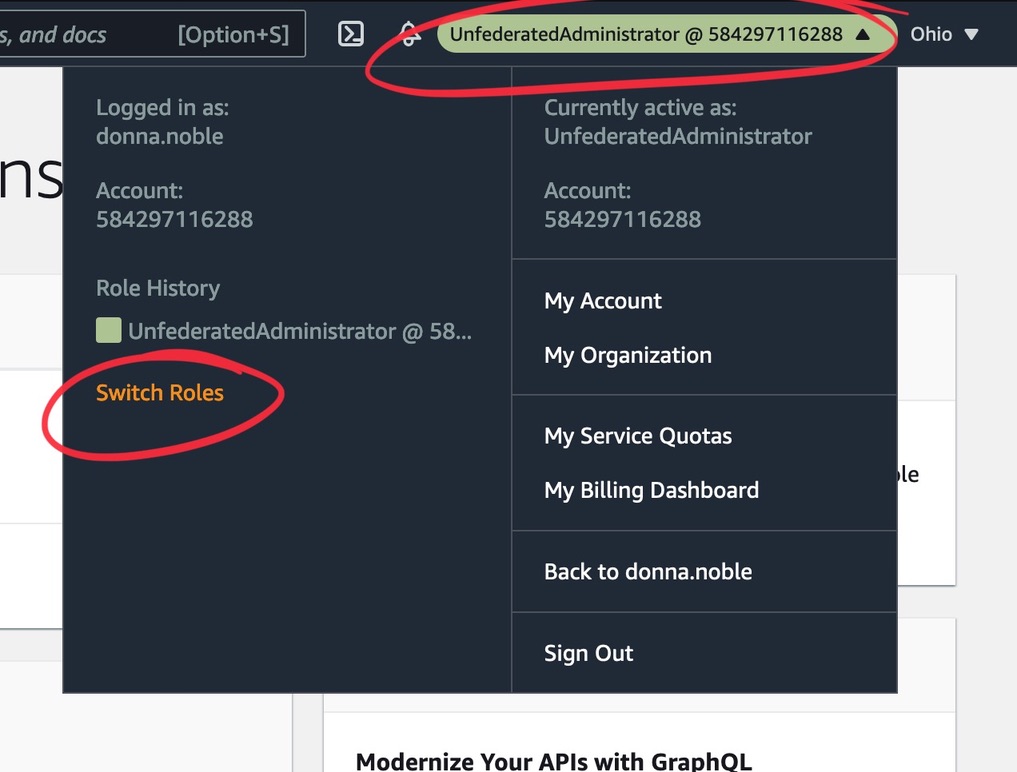 s, and docs [Option+S] UnfederatedAdministrator @ 584297116288 Ohio
Logged in as:
donna.noble
Account:
584297116288
Role History
UnfederatedAdministrator @ 58...
Switch Roles
Currently active as:
UnfederatedAdministrator
Account:
584297116288
My Account
My Organization
My Service Quotas
My Billing Dashboard
Back to donna.noble
Sign Out
ns
ble
Modernize Your APIs with GraphQL